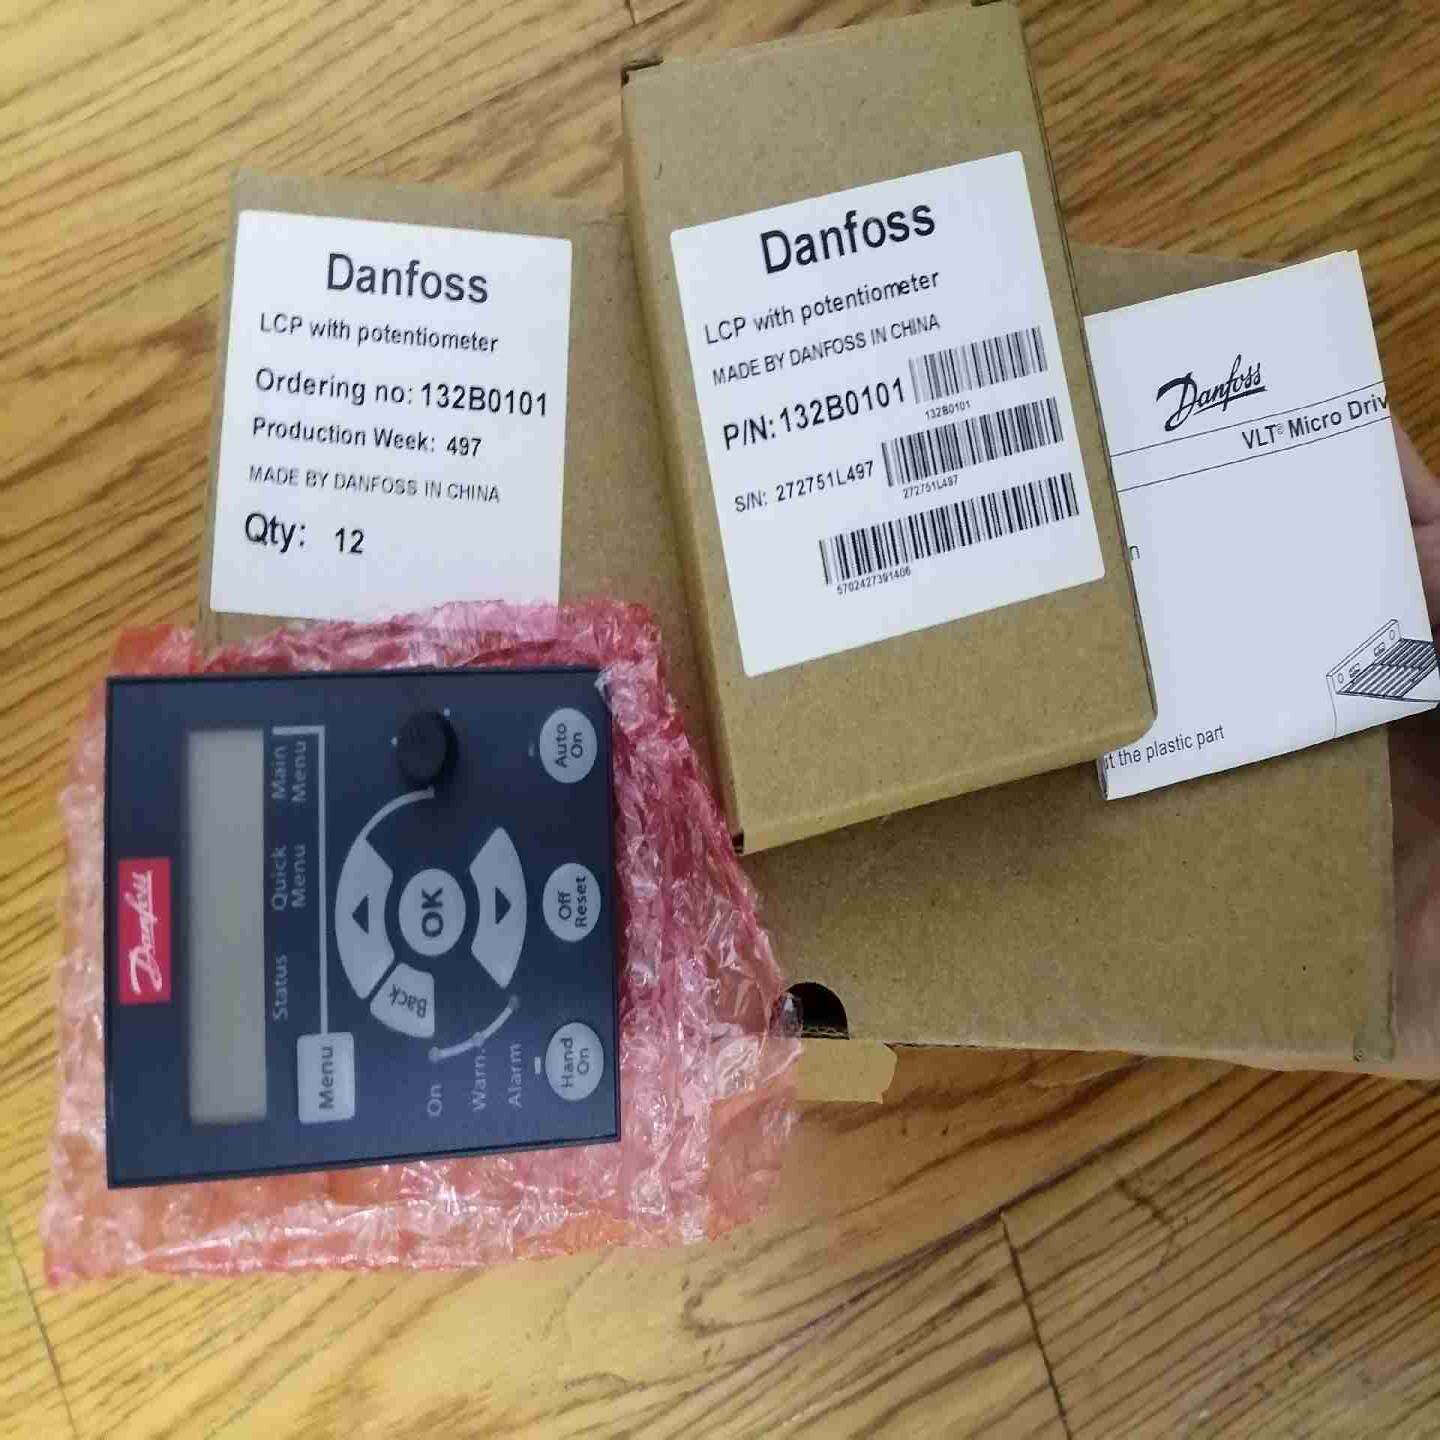 Danfoss
LCP with potentiometer
Ordering no: 132B0101
Production Week: 497
MADE BY DANFOSS IN CHINA
Qty: 12
Danfoss
LCP with potentiometer
MADE BY DANFOSS IN CHINA
P/N: 132B0101
132B0101
S/N: 272751L497
272751L497
5702427391406
Danfoss
VLT® Micro Driv
n
t the plastic part
Danfoss
Status
Quick Menu
Main Menu
Menu
Back
OK
On
Warn.
Alarm
Hand On
Off Reset
Auto On